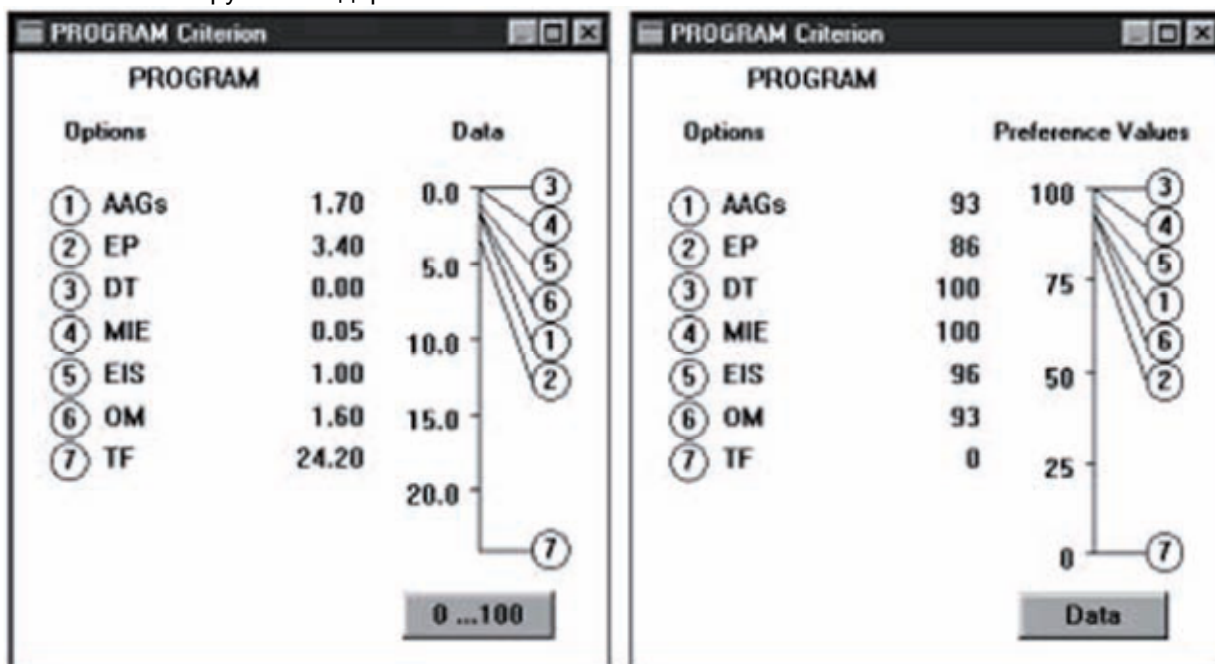 PROGRAM Criterion
PROGRAM
Options Data
1 AAGs 1.70
2 EP 3.40
3 DT 0.00
4 MIE 0.05
5 EIS 1.00
6 OM 1.60
7 TF 24.20
0.0
5.0
10.0
15.0
20.0
3
4
5
6
1
2
7
0 ...100
PROGRAM Criterion
PROGRAM
Options Preference Values
1 AAGs 93
2 EP 86
3 DT 100
4 MIE 100
5 EIS 96
6 OM 93
7 TF 0
100
75
50
25
0
3
4
5
1
6
2
7
Data